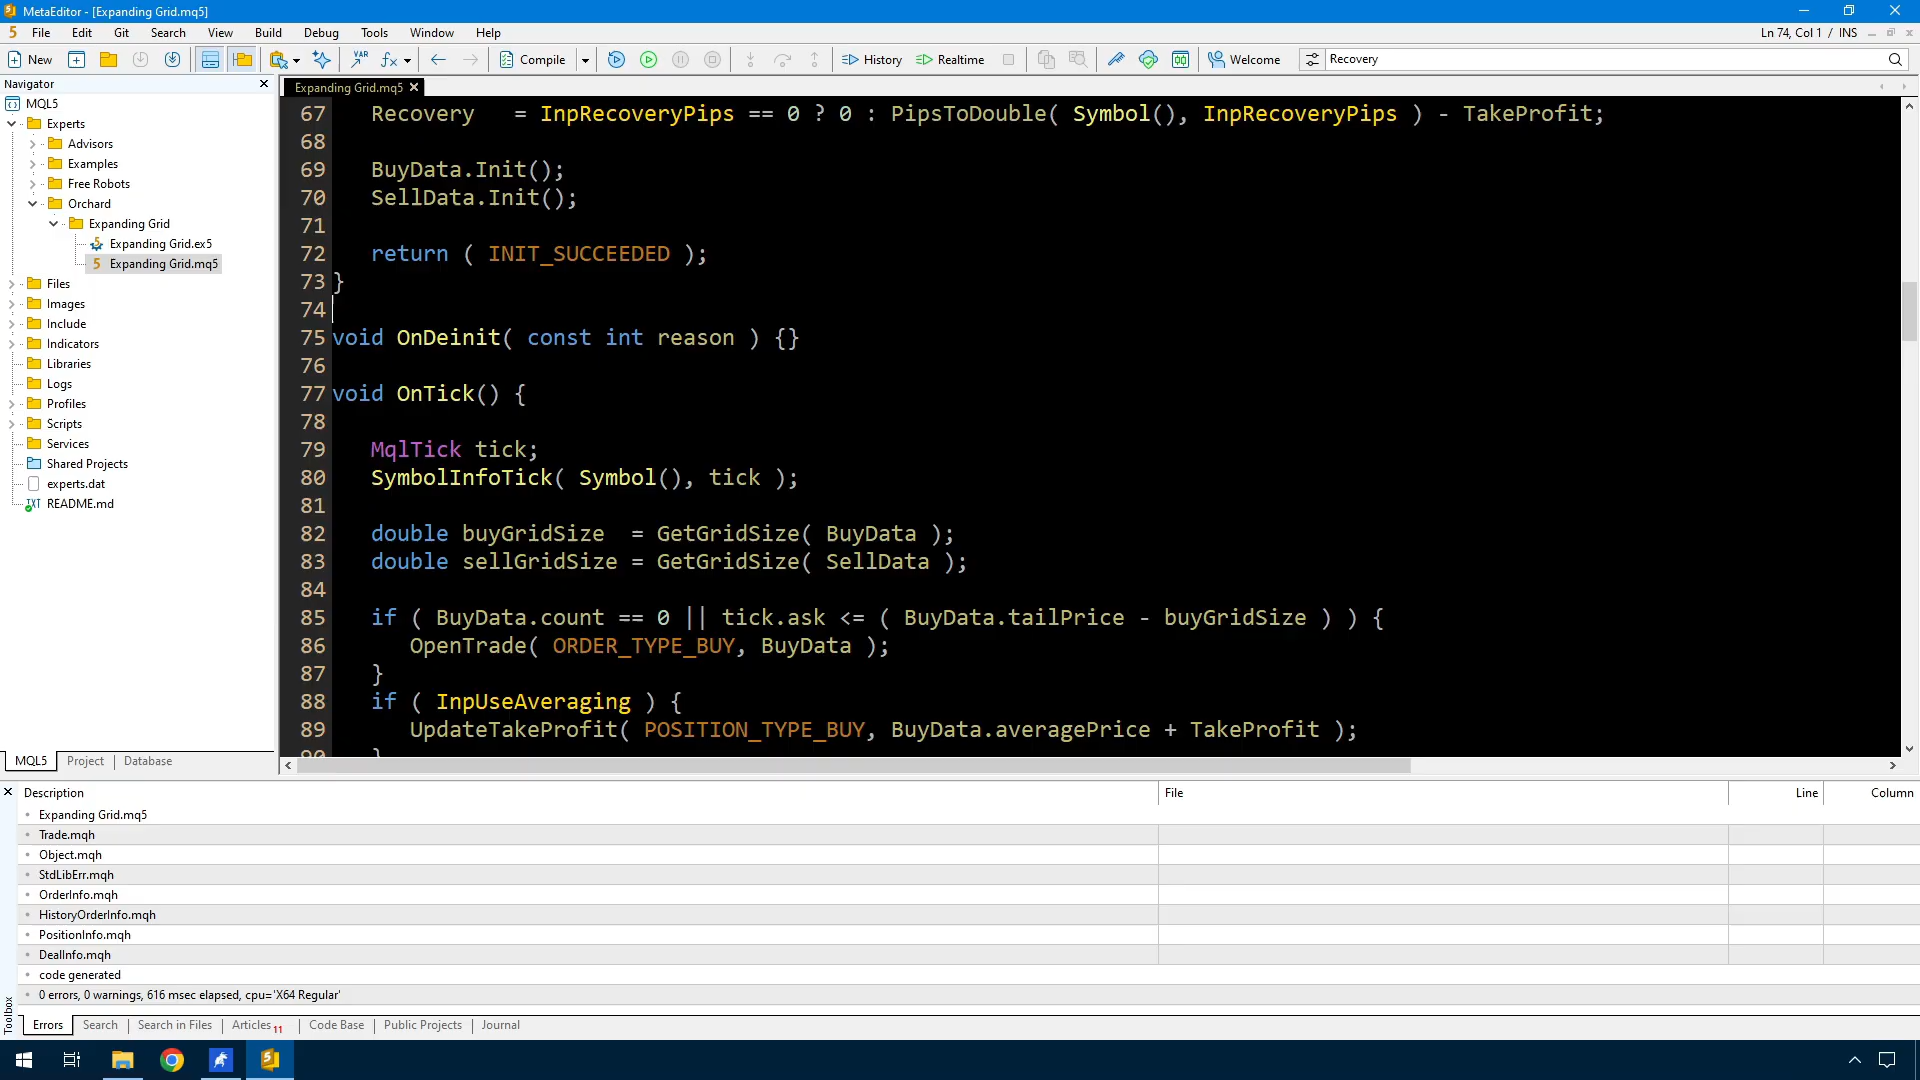 MetaEditor - [Expanding Grid.mq5]
5 File Edit Git Search View Build Debug Tools Window Help
Ln 74, Col 1 / INS
New VAR fx Compile History Realtime Welcome Recovery
Navigator
MQL5
Experts
Advisors
Examples
Free Robots
Orchard
Expanding Grid
Expanding Grid.ex5
5 Expanding Grid.mq5
Files
Images
Include
Indicators
Libraries
Logs
Profiles
Scripts
Services
Shared Projects
experts.dat
TXT README.md
MQL5 Project Database
Expanding Grid.mq5
67 Recovery = InpRecoveryPips == 0 ? 0 : PipsToDouble( Symbol(), InpRecoveryPips ) - TakeProfit;
68
69 BuyData.Init();
70 SellData.Init();
71
72 return ( INIT_SUCCEEDED );
73 }
74
75 void OnDeinit( const int reason ) {}
76
77 void OnTick() {
78
79 MqlTick tick;
80 SymbolInfoTick( Symbol(), tick );
81
82 double buyGridSize = GetGridSize( BuyData );
83 double sellGridSize = GetGridSize( SellData );
84
85 if ( BuyData.count == 0 || tick.ask <= ( BuyData.tailPrice - buyGridSize ) ) {
86 OpenTrade( ORDER_TYPE_BUY, BuyData );
87 }
88 if ( InpUseAveraging ) {
89 UpdateTakeProfit( POSITION_TYPE_BUY, BuyData.averagePrice + TakeProfit );
90 }
Description File Line Column
Expanding Grid.mq5
Trade.mqh
Object.mqh
StdLibErr.mqh
OrderInfo.mqh
HistoryOrderInfo.mqh
PositionInfo.mqh
DealInfo.mqh
code generated
0 errors, 0 warnings, 616 msec elapsed, cpu='X64 Regular'
Toolbox
Errors Search Search in Files Articles 11 Code Base Public Projects Journal